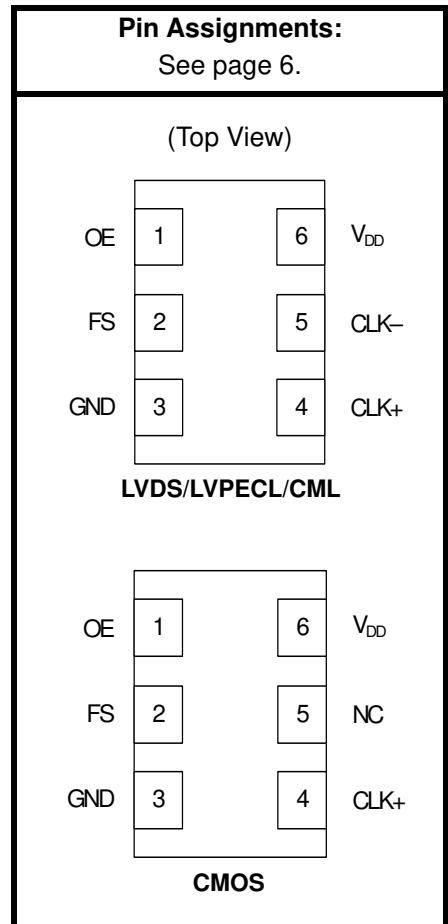 Pin Assignments:
See page 6.
(Top View)
OE 1 6 VDD
FS 2 5 CLK–
GND 3 4 CLK+
LVDS/LVPECL/CML
OE 1 6 VDD
FS 2 5 NC
GND 3 4 CLK+
CMOS